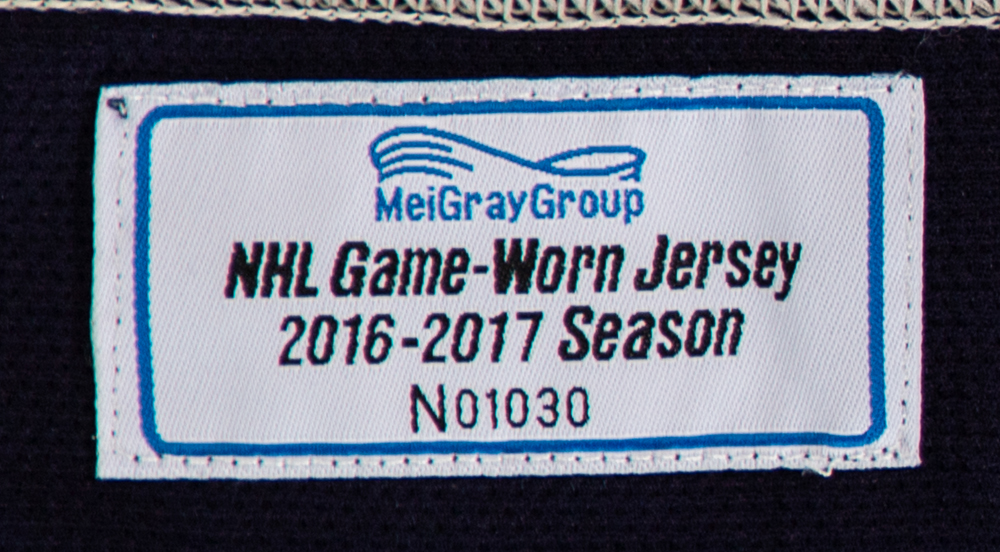 MeiGrayGroup
NHL Game-Worn Jersey
2016-2017 Season
N01030